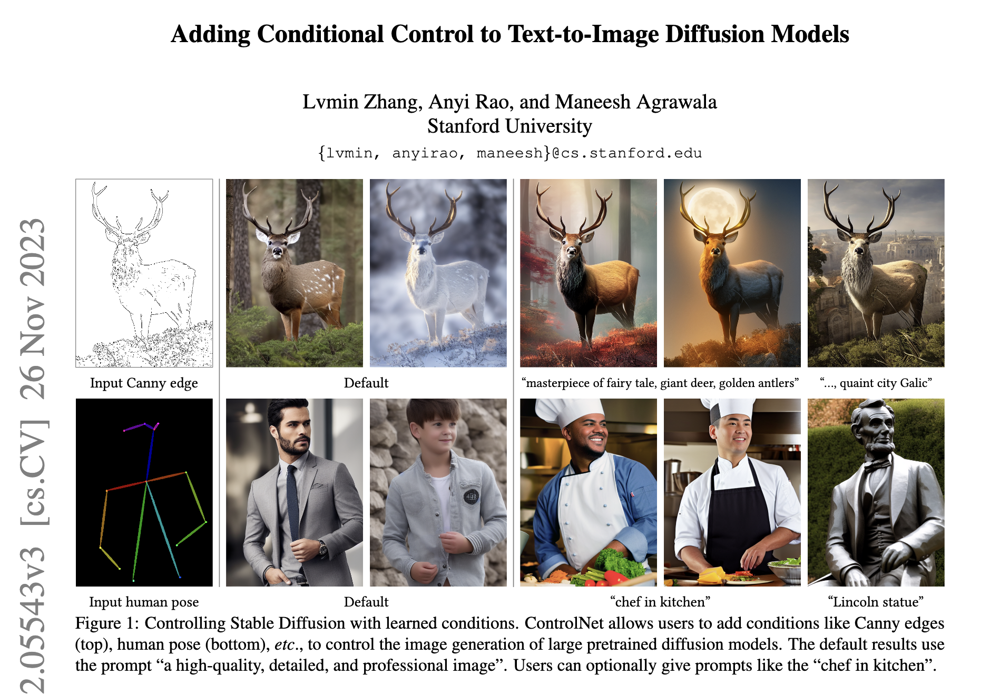 Adding Conditional Control to Text-to-Image Diffusion Models
Lvmin Zhang, Anyi Rao, and Maneesh Agrawala
Stanford University
{lvmin, anyirao, maneesh}@cs.stanford.edu
2.05543v3 [cs.CV] 26 Nov 2023
Input Canny edge
Default
“masterpiece of fairy tale, giant deer, golden antlers”
“..., quaint city Galic”
Input human pose
Default
“chef in kitchen”
“Lincoln statue”
Figure 1: Controlling Stable Diffusion with learned conditions. ControlNet allows users to add conditions like Canny edges
(top), human pose (bottom), etc., to control the image generation of large pretrained diffusion models. The default results use
the prompt “a high-quality, detailed, and professional image”. Users can optionally give prompts like the “chef in kitchen”.